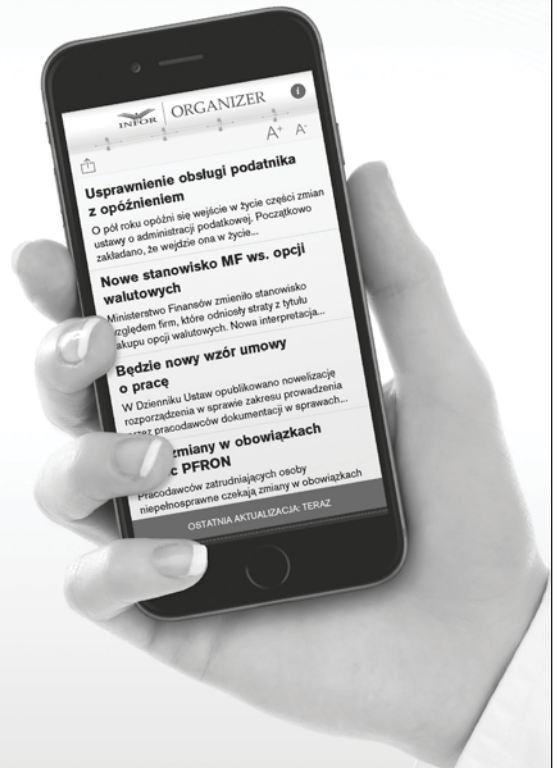 INFOR | ORGANIZER
i
A+ A-
Usprawnienie obsługi podatnika
z opóźnieniem
O pół roku opóźni się wejście w życie części zmian
ustawy o administracji podatkowej. Początkowo
zakładano, że wejdzie ona w życie...
Nowe stanowisko MF ws. opcji
walutowych
Ministerstwo Finansów zmieniło stanowisko
względem firm, które odniosły straty z tytułu
akupu opcji walutowych. Nowa interpretacja...
Będzie nowy wzór umowy
o pracę
W Dzienniku Ustaw opublikowano nowelizację
rozporządzenia w sprawie zakresu prowadzenia
przez pracodawców dokumentacji w sprawach...
zmiany w obowiązkach
c PFRON
Pracodawców zatrudniających osoby
niepełnosprawne czekają zmiany w obowiązkach
OSTATNIA AKTUALIZACJA: TERAZ